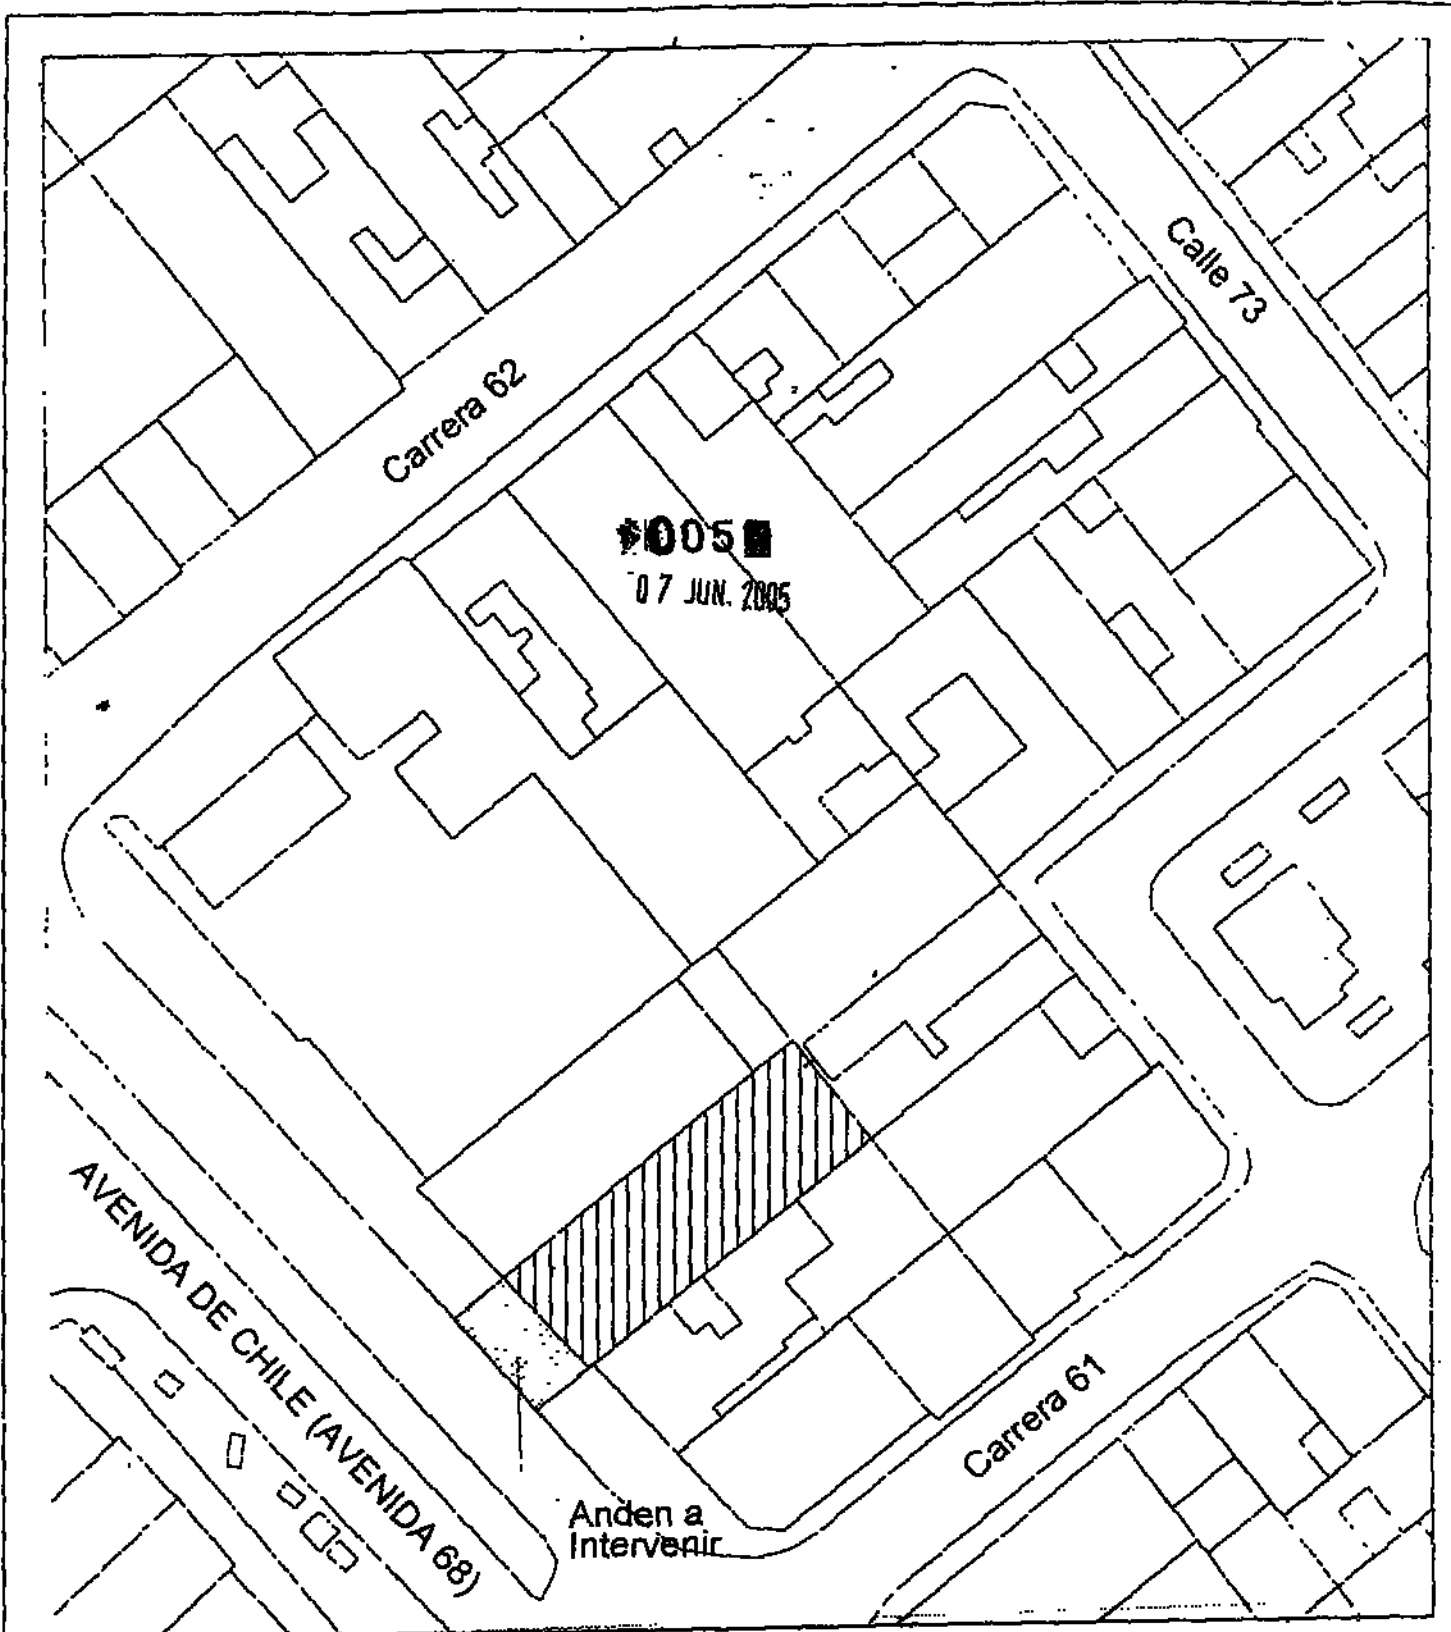 Calle 73
Carrera 62
005
07 JUN. 2005
AVENIDA DE CHILE (AVENIDA 68)
Carrera 61
Anden a
Intervenir